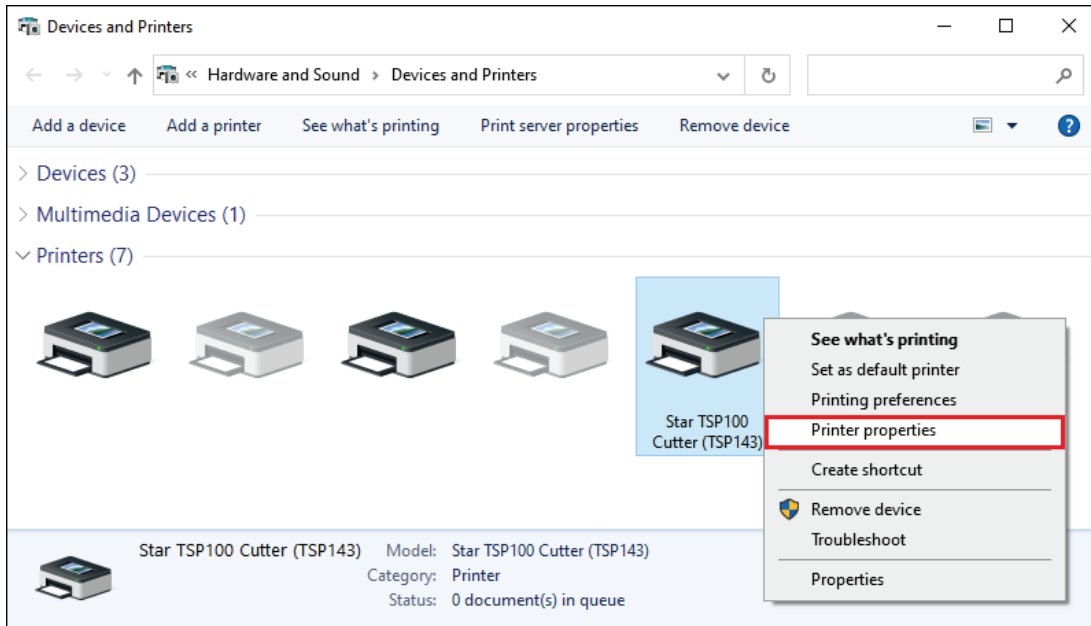 Devices and Printers
« Hardware and Sound > Devices and Printers
Add a device Add a printer See what's printing Print server properties Remove device ?
Devices (3)
Multimedia Devices (1)
Printers (7)
Star TSP100
Cutter (TSP143)
See what's printing
Set as default printer
Printing preferences
Printer properties
Create shortcut
Remove device
Troubleshoot
Properties
Star TSP100 Cutter (TSP143) Model: Star TSP100 Cutter (TSP143)
Category: Printer
Status: 0 document(s) in queue